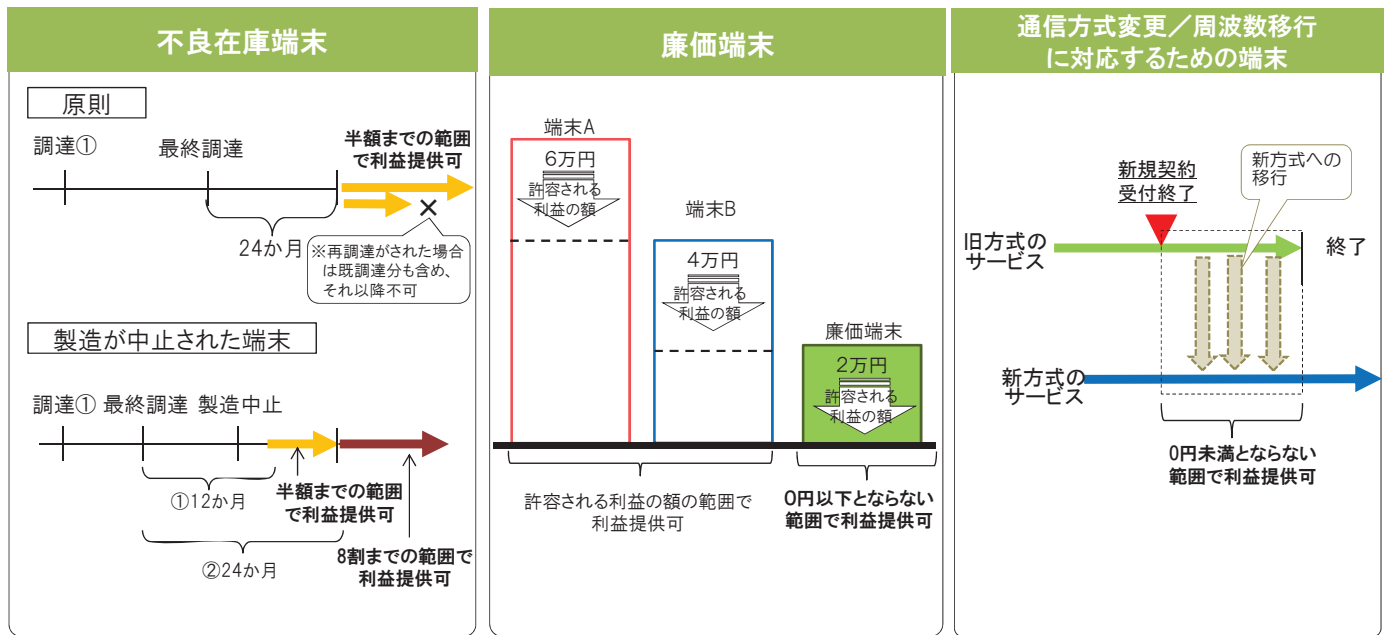 不良在庫端末
原則
調達①
最終調達
半額までの範囲
で利益提供可
×
24か月
※再調達がされた場合
は既調達分も含め、
それ以降不可
製造が中止された端末
調達① 最終調達 製造中止
①12か月
半額までの範囲
で利益提供可
②24か月
8割までの範囲で
利益提供可
廉価端末
端末A
6万円
許容される
利益の額
端末B
4万円
許容される
利益の額
廉価端末
2万円
許容される
利益の額
許容される利益の額の範囲で
利益提供可
0円以下とならない
範囲で利益提供可
通信方式変更／周波数移行
に対応するための端末
新規契約
受付終了
新方式への
移行
旧方式の
サービス
終了
新方式の
サービス
0円未満とならない
範囲で利益提供可